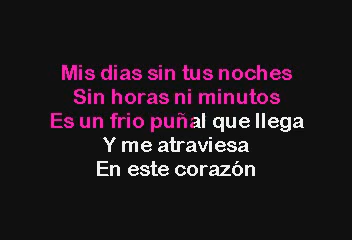 Mis dias sin tus noches
Sin horas ni minutos
Es un frio puñal que llega
Y me atraviesa
En este corazón